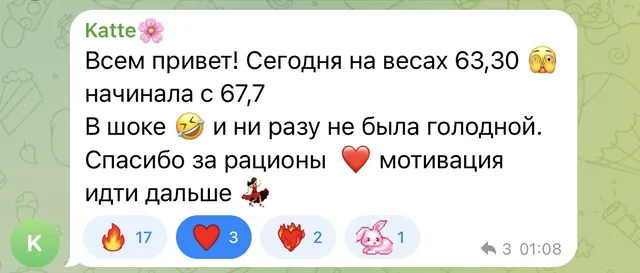 Katte🌸
Всем привет! Сегодня на весах 63,30 🫣
начинала с 67,7
В шоке 🤣 и ни разу не была голодной.
Спасибо за рационы ❤️ мотивация
идти дальше 💃
🔥 17 ❤️ 3 ❤️‍🔥 2 🐰 1
K
3 01:08